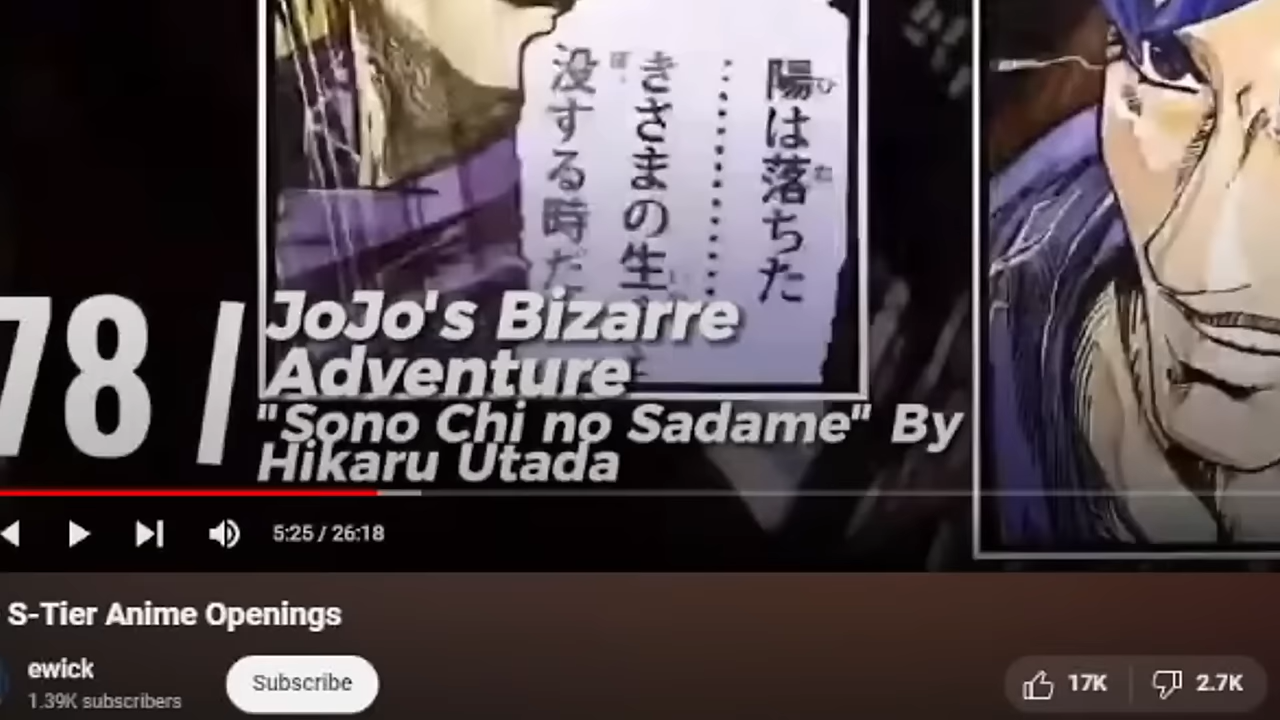 陽は落ちた
・・・・・・・・・・・・・
きさまの生
没する時だ
78 /
JoJo's Bizarre
Adventure
"Sono Chi no Sadame" By
Hikaru Utada
5:25 / 26:18
S-Tier Anime Openings
ewick
1.39K subscribers
Subscribe
17K
2.7K